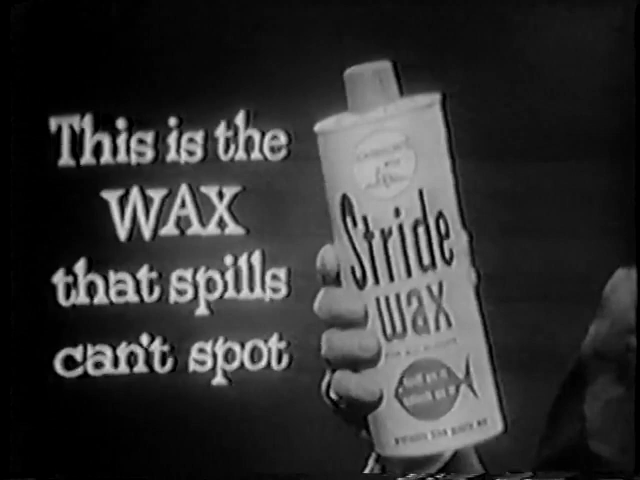 This is the
WAX
that spills
can't spot
Stride
wax